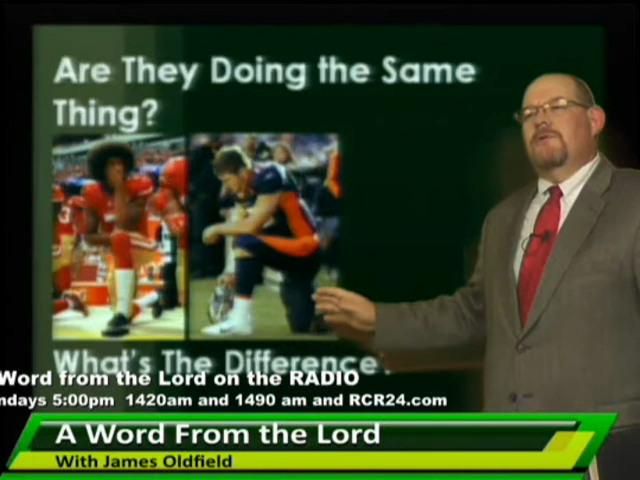 Are They Doing the Same
Thing?
What's The Difference?
Word from the Lord on the RADIO
ndays 5:00pm 1420am and 1490 am and RCR24.com
A Word From the Lord
With James Oldfield